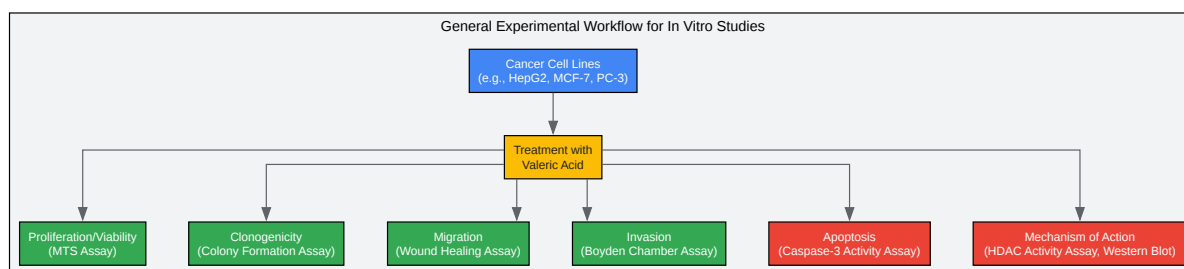 General Experimental Workflow for In Vitro Studies
Cancer Cell Lines
(e.g., HepG2, MCF-7, PC-3)
Treatment with
Valeric Acid
Proliferation/Viability
(MTS Assay)
Clonogenicity
(Colony Formation Assay)
Migration
(Wound Healing Assay)
Invasion
(Boyden Chamber Assay)
Apoptosis
(Caspase-3 Activity Assay)
Mechanism of Action
(HDAC Activity Assay, Western Blot)